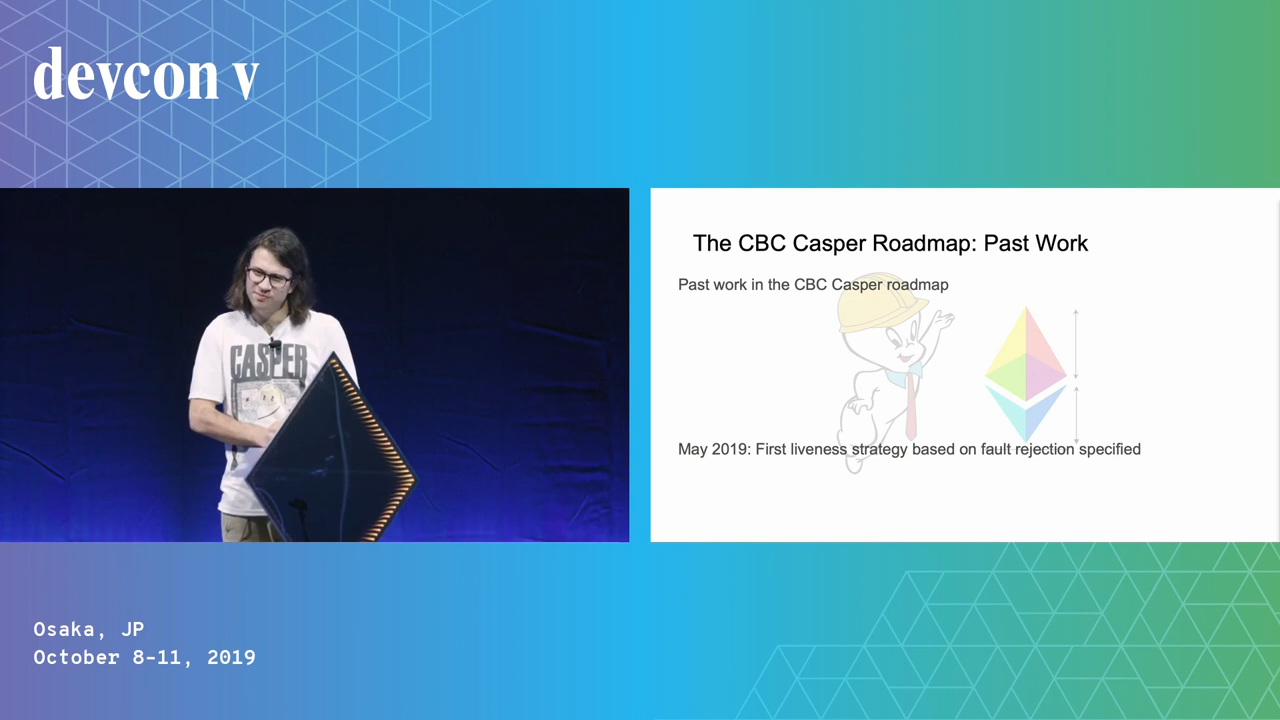 devcon v
CASPER
The CBC Casper Roadmap: Past Work
Past work in the CBC Casper roadmap
May 2019: First liveness strategy based on fault rejection specified
Osaka, JP
October 8-11, 2019